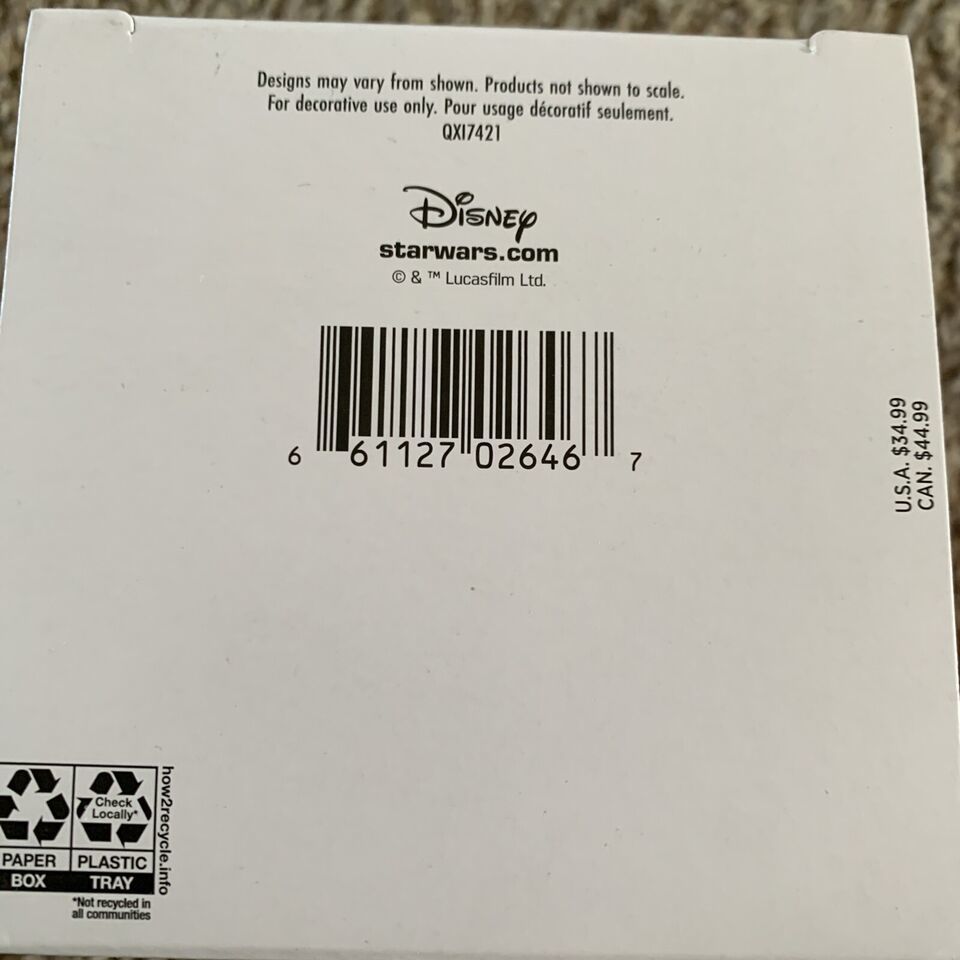 Designs may vary from shown. Products not shown to scale.
For decorative use only. Pour usage décoratif seulement.
QXI7421
Disney
starwars.com
© & ™ Lucasfilm Ltd.
6 61127 02646 7
U.S.A. $34.99
CAN. $44.99
Check
Locally*
PAPER
BOX
PLASTIC
TRAY
how2recycle.info
*Not recycled in
all communities